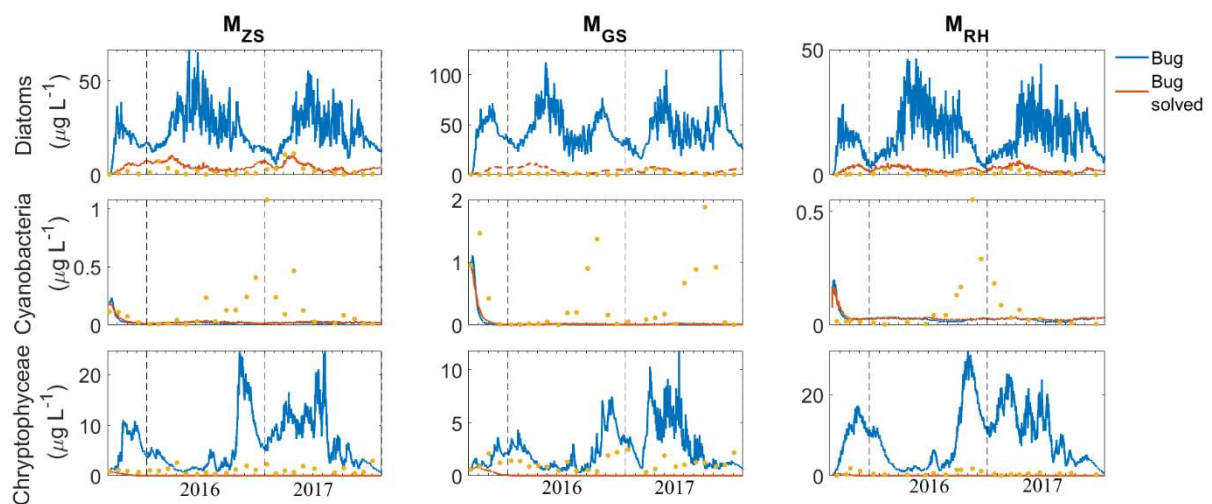 M_ZS M_GS M_RH
Bug
Bug
solved
Diatoms
(μg L⁻¹)
50
0
100
50
0
50
0
Cyanobacteria
(μg L⁻¹)
1
0.5
0
2
1
0
0.5
0
Chryptophyceae
(μg L⁻¹)
20
10
0
10
5
0
20
0
2016 2017 2016 2017 2016 2017